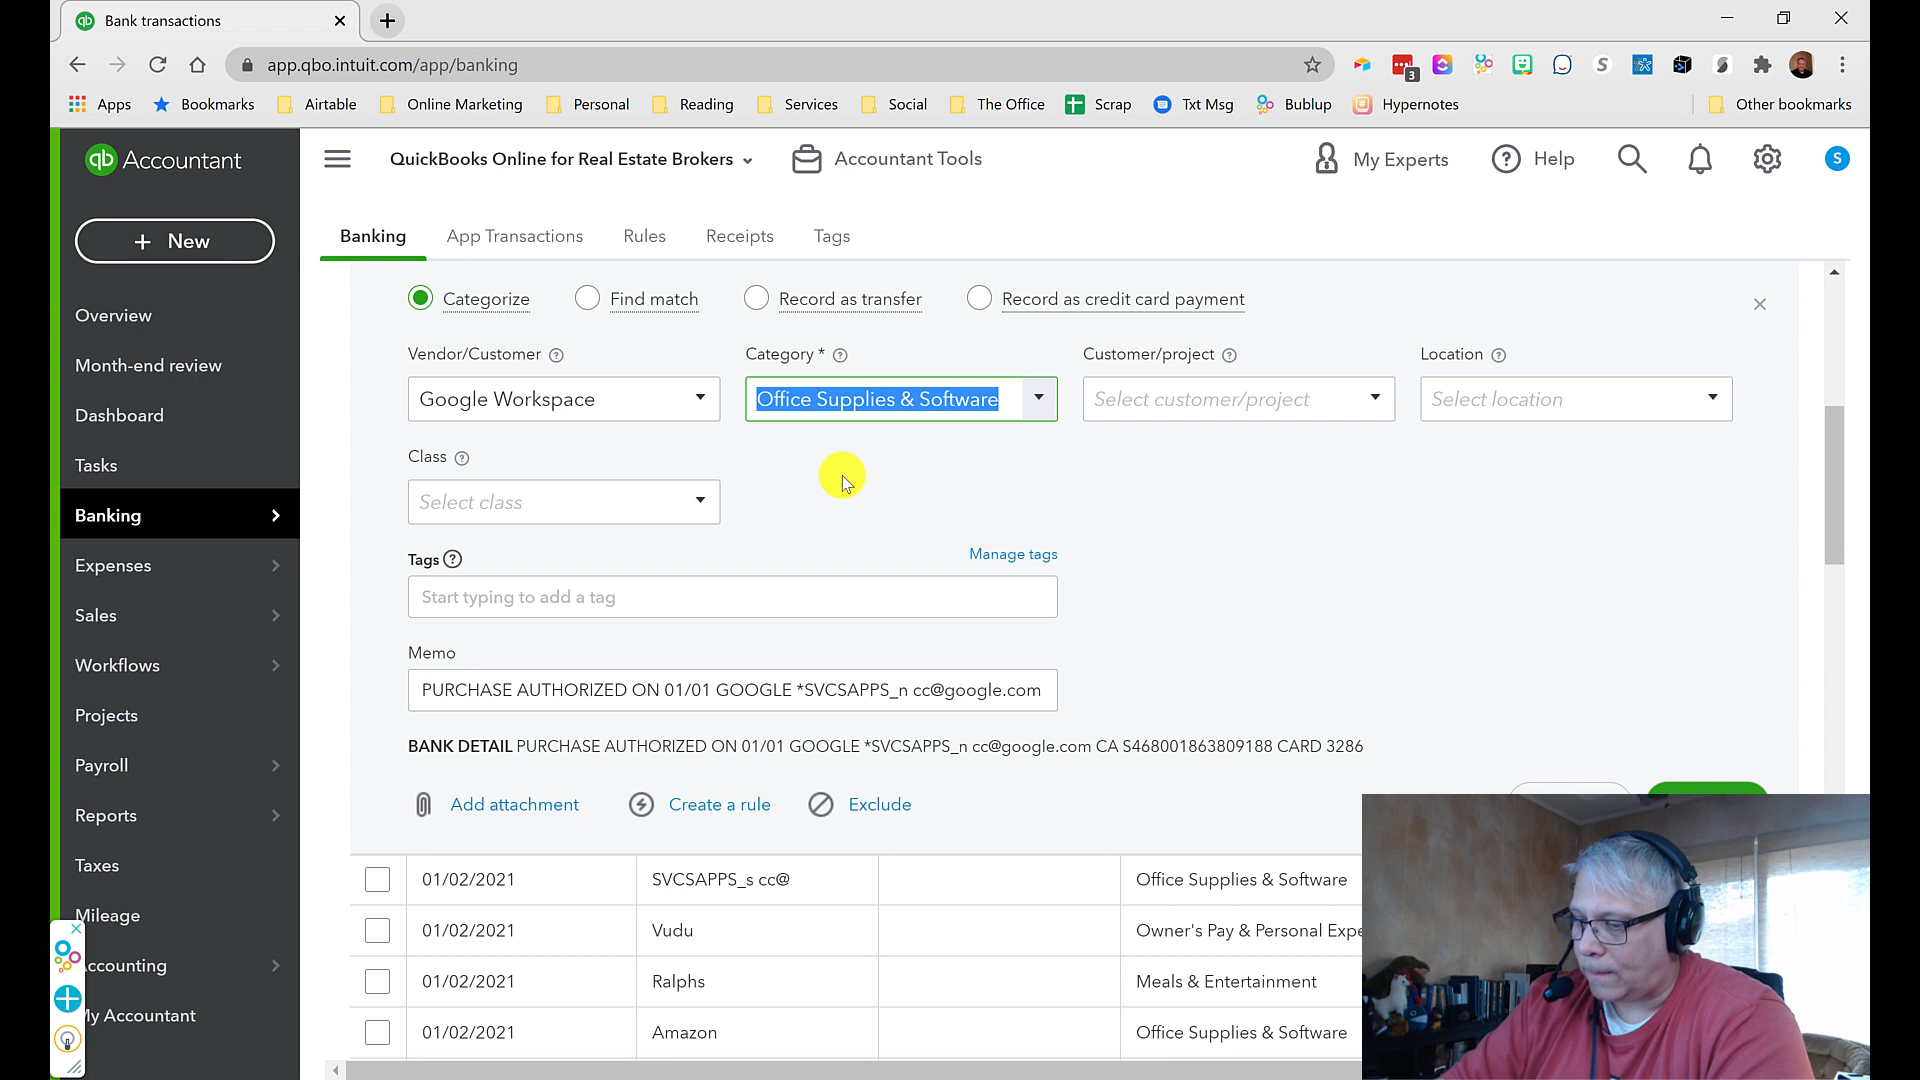 Bank transactions
app.qbo.intuit.com/app/banking
3
Apps Bookmarks Airtable Online Marketing Personal Reading Services Social The Office Scrap Txt Msg Bublup Hypernotes Other bookmarks
qb Accountant
QuickBooks Online for Real Estate Brokers
Accountant Tools
My Experts
Help
S
+ New
Banking App Transactions Rules Receipts Tags
Overview
Month-end review
Dashboard
Tasks
Banking
Expenses
Sales
Workflows
Projects
Payroll
Reports
Taxes
Mileage
ccounting
y Accountant
Categorize Find match Record as transfer Record as credit card payment
Vendor/Customer Category * Customer/project Location
Google Workspace Office Supplies & Software Select customer/project Select location
Class
Select class
Tags Manage tags
Start typing to add a tag
Memo
PURCHASE AUTHORIZED ON 01/01 GOOGLE *SVCSAPPS_n cc@google.com
BANK DETAIL PURCHASE AUTHORIZED ON 01/01 GOOGLE *SVCSAPPS_n cc@google.com CA S468001863809188 CARD 3286
Add attachment Create a rule Exclude
01/02/2021 SVCSAPPS_s cc@ Office Supplies & Software
01/02/2021 Vudu Owner's Pay & Personal Expe
01/02/2021 Ralphs Meals & Entertainment
01/02/2021 Amazon Office Supplies & Software